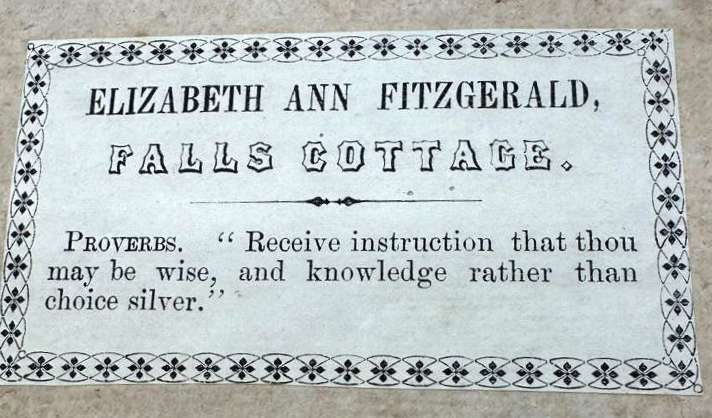 ELIZABETH ANN FITZGERALD,
FALLS COTTAGE.
PROVERBS. “ Receive instruction that thou
may be wise, and knowledge rather than
choice silver.”